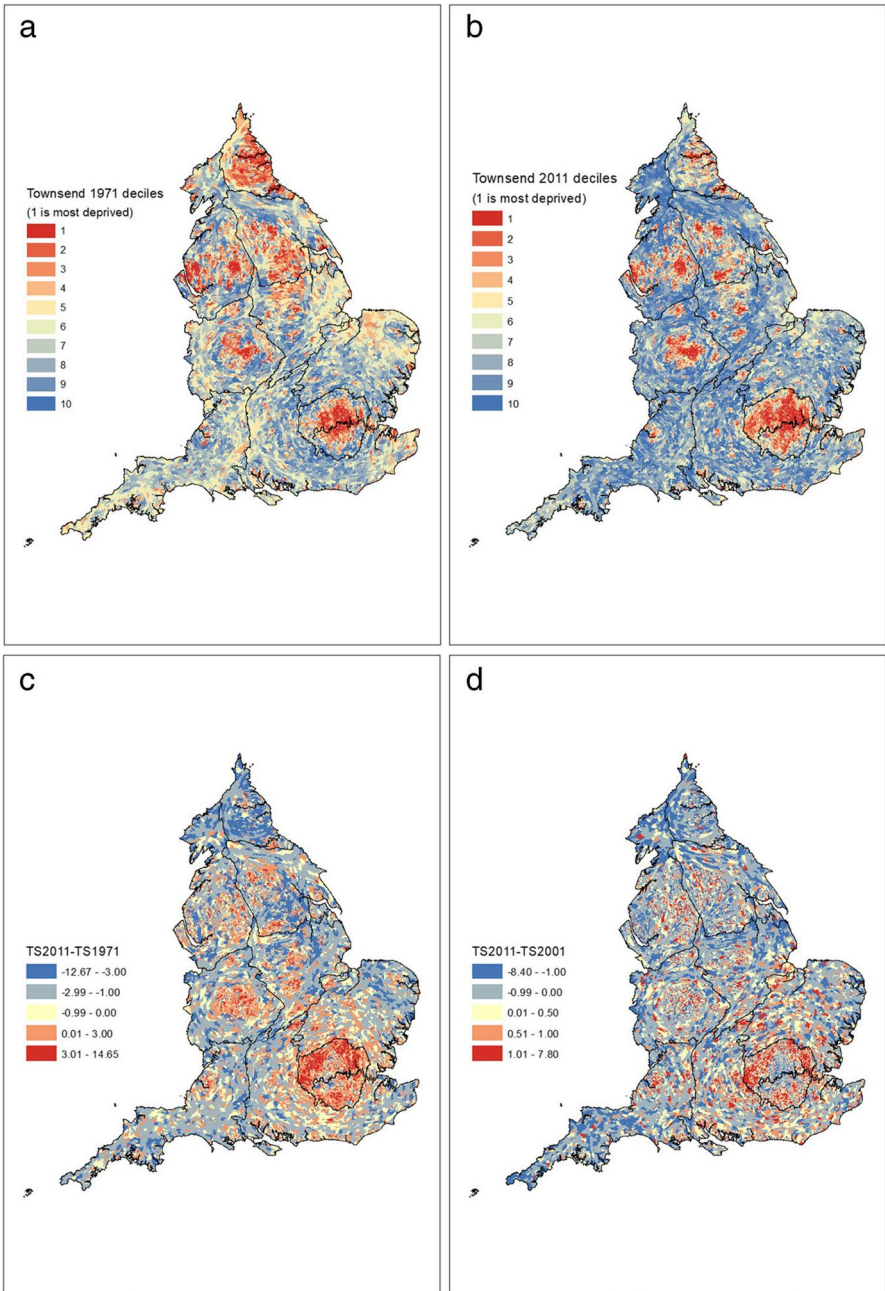 a
Townsend 1971 deciles
(1 is most deprived)
1
2
3
4
5
6
7
8
9
10
b
Townsend 2011 deciles
(1 is most deprived)
1
2
3
4
5
6
7
8
9
10
c
TS2011-TS1971
-12.67 - -3.00
-2.99 - -1.00
-0.99 - 0.00
0.01 - 3.00
3.01 - 14.65
d
TS2011-TS2001
-8.40 - -1.00
-0.99 - 0.00
0.01 - 0.50
0.51 - 1.00
1.01 - 7.80